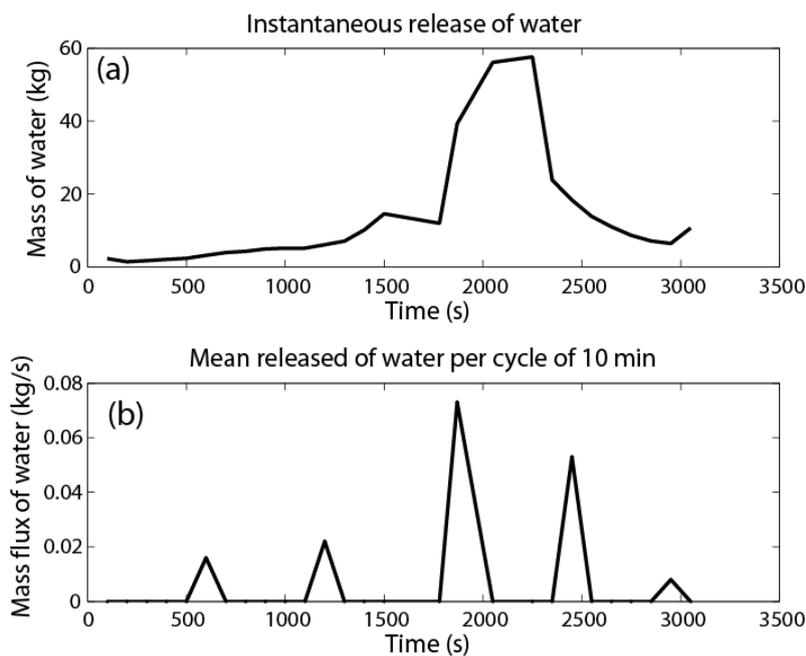 Instantaneous release of water
(a)
Mass of water (kg)
60
40
20
0
0 500 1000 1500 2000 2500 3000 3500
Time (s)
Mean released of water per cycle of 10 min
(b)
Mass flux of water (kg/s)
0.08
0.06
0.04
0.02
0
0 500 1000 1500 2000 2500 3000 3500
Time (s)